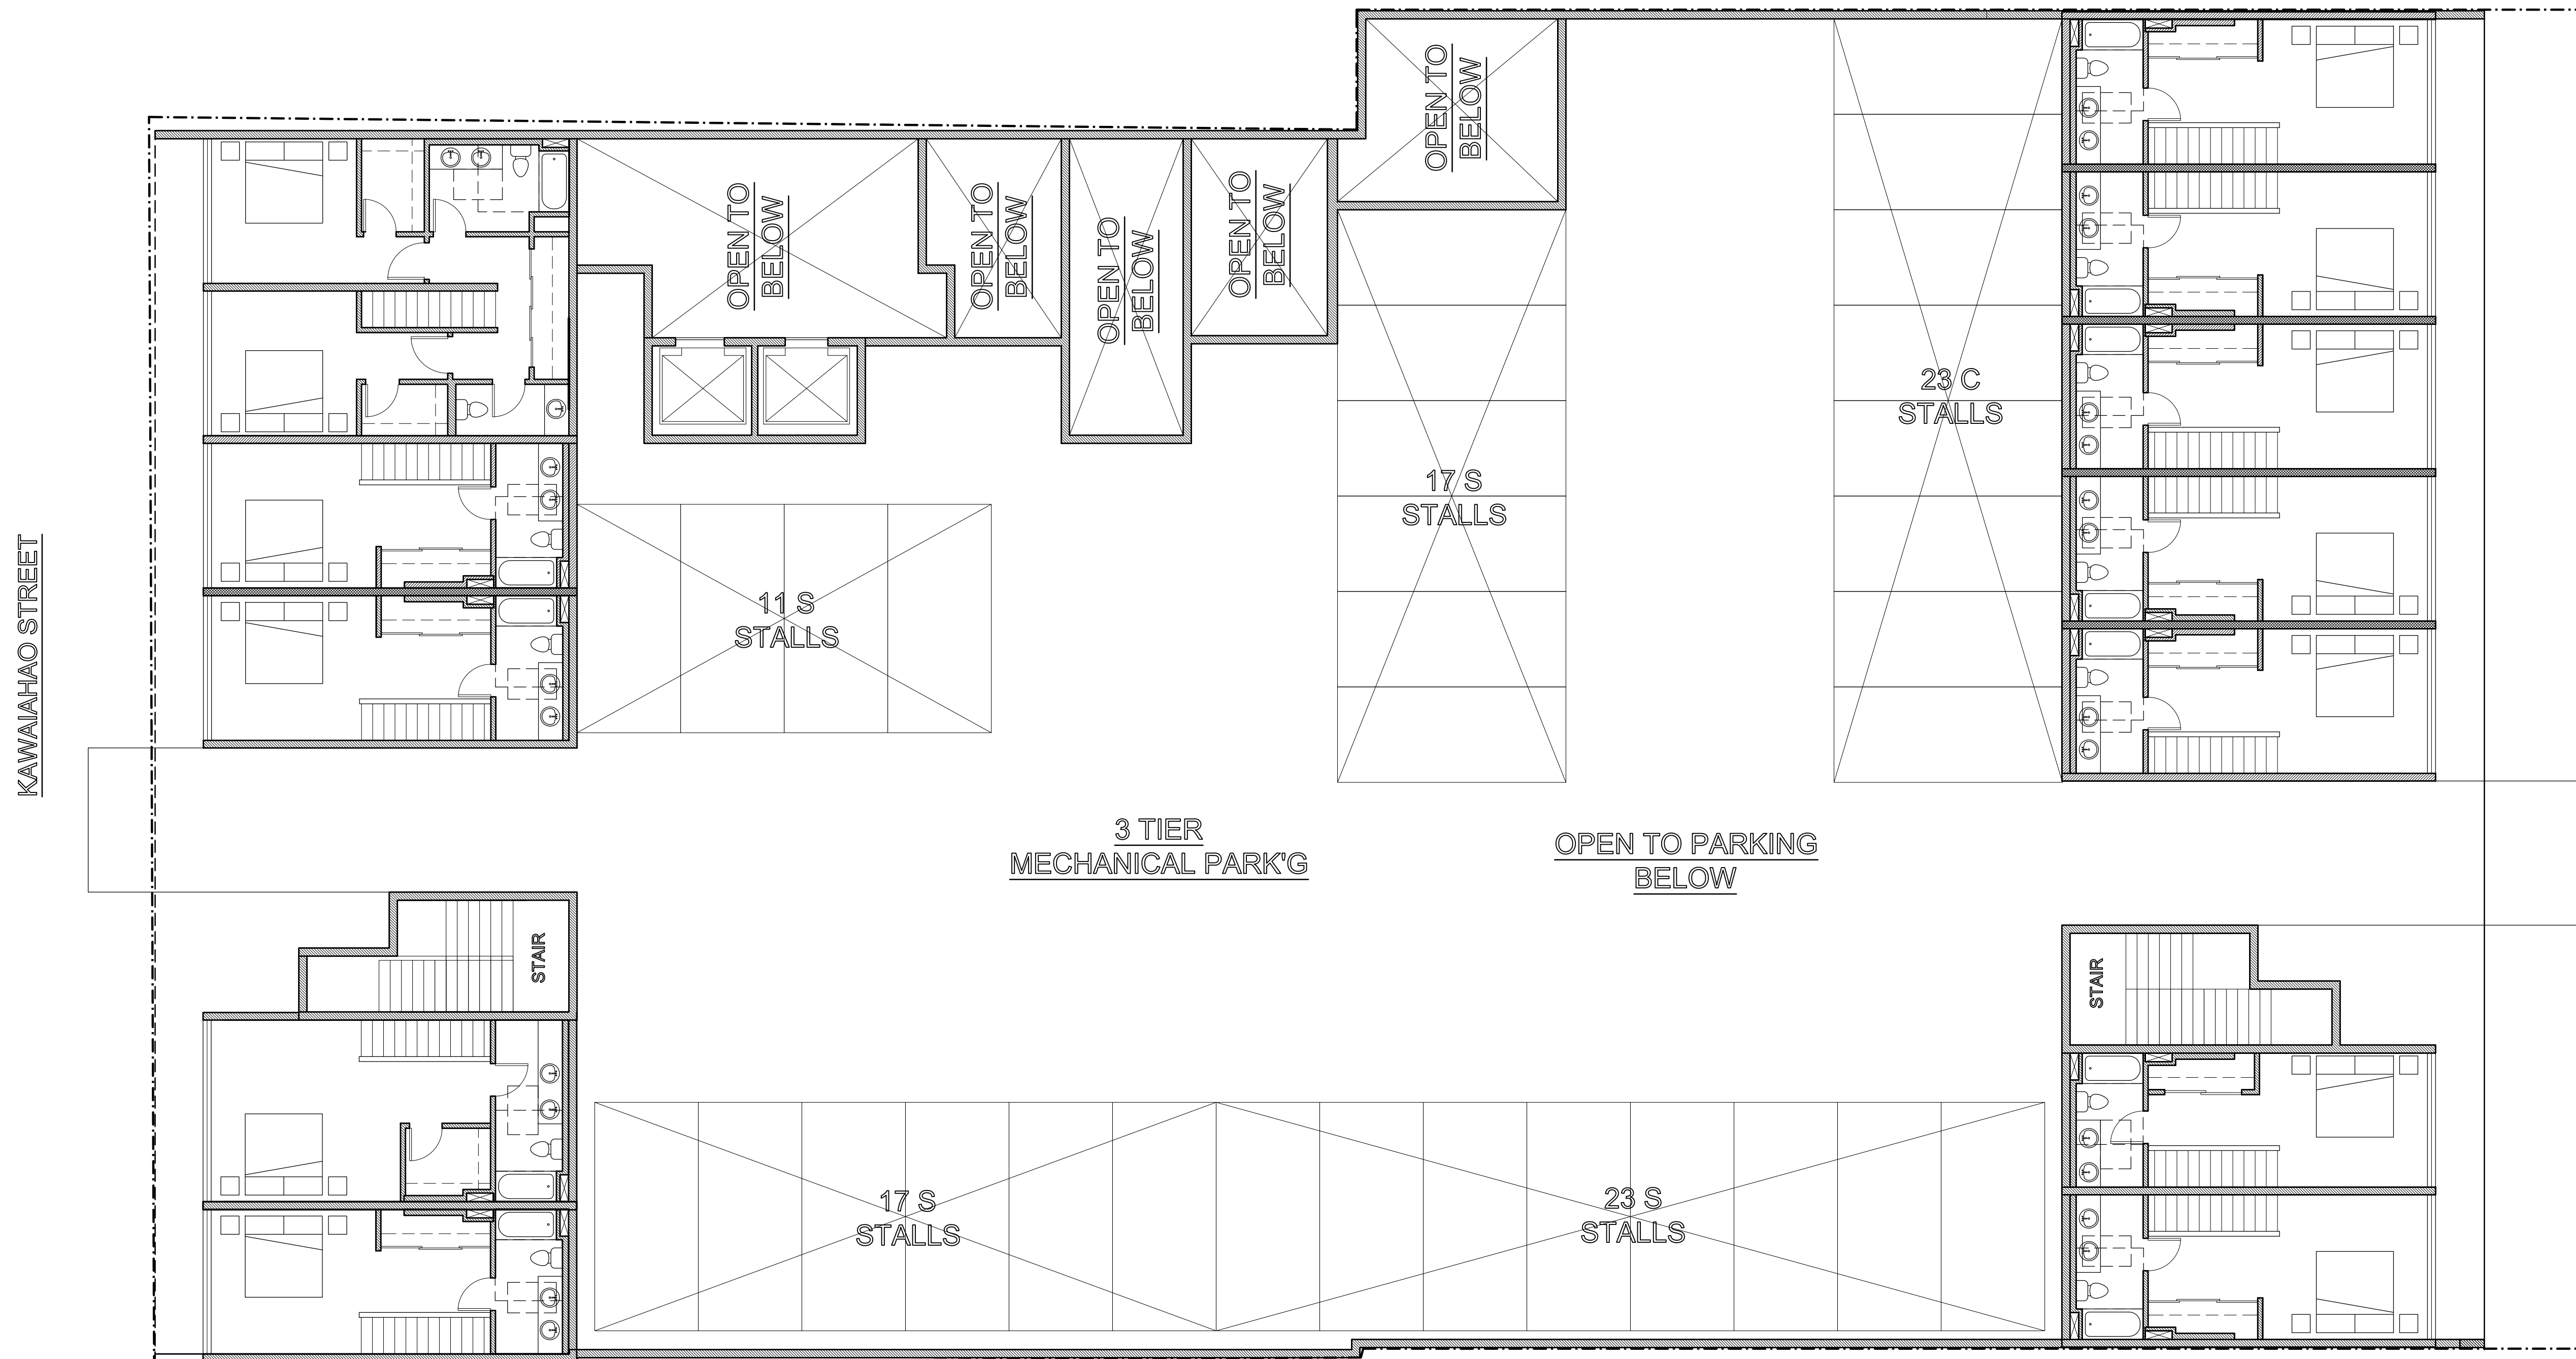 OPEN TO
BELOW
OPEN TO
BELOW
OPEN TO
BELOW
OPEN TO
BELOW
OPEN TO
BELOW
23 C
STALLS
17 S
STALLS
11 S
STALLS
KAWAIAHAO STREET
3 TIER
MECHANICAL PARK'G
OPEN TO PARKING
BELOW
STAIR
STAIR
17 S
STALLS
23 S
STALLS